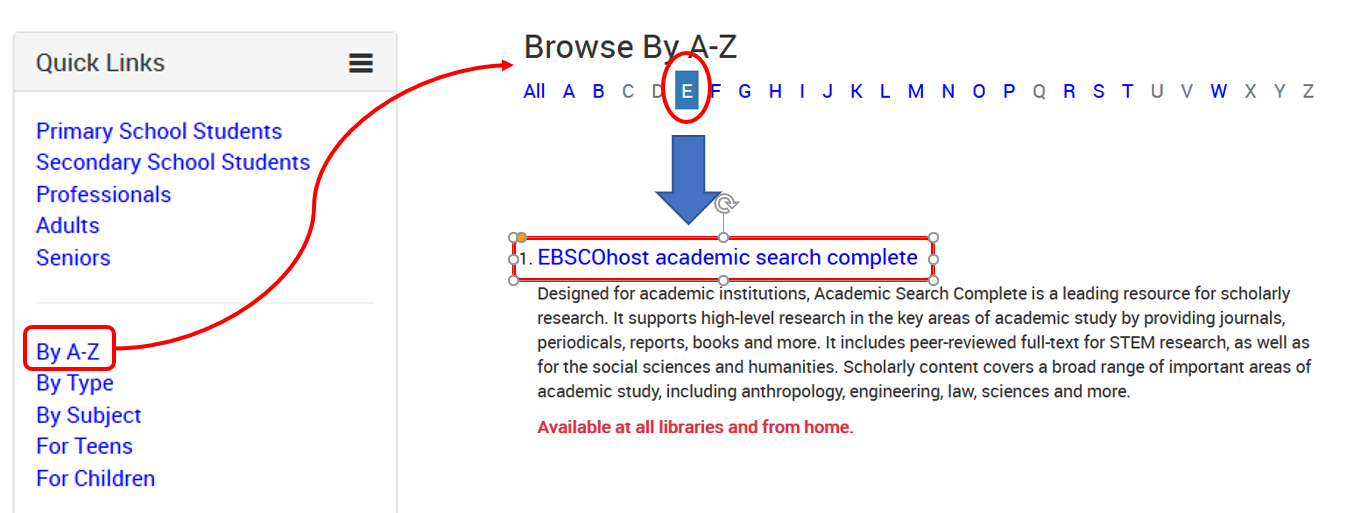 Quick Links
Primary School Students
Secondary School Students
Professionals
Adults
Seniors
By A-Z
By Type
By Subject
For Teens
For Children
Browse By A-Z
All A B C D E F G H I J K L M N O P Q R S T U V W X Y Z
1. EBSCOhost academic search complete
Designed for academic institutions, Academic Search Complete is a leading resource for scholarly
research. It supports high-level research in the key areas of academic study by providing journals,
periodicals, reports, books and more. It includes peer-reviewed full-text for STEM research, as well as
for the social sciences and humanities. Scholarly content covers a broad range of important areas of
academic study, including anthropology, engineering, law, sciences and more.
Available at all libraries and from home.